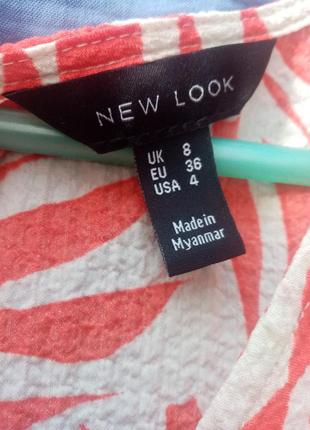 NEW LOOK
UK 8
EU 36
USA 4
Made in
Myanmar